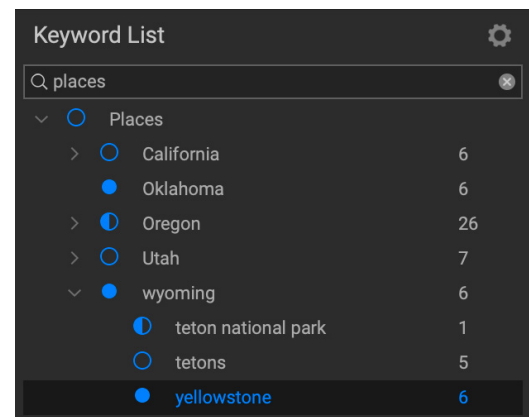 Keyword List
places
Places
California 6
Oklahoma 6
Oregon 26
Utah 7
wyoming 6
teton national park 1
tetons 5
yellowstone 6